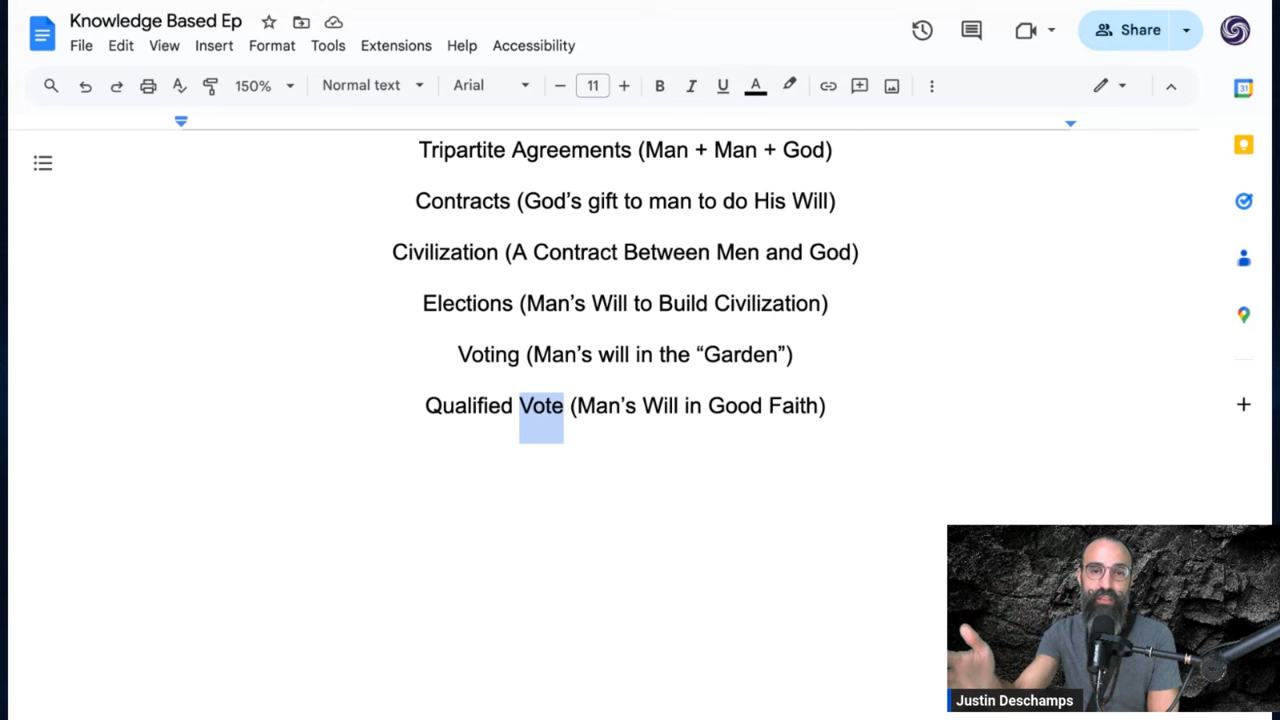 Knowledge Based Ep
File Edit View Insert Format Tools Extensions Help Accessibility
Share
150% Normal text Arial 11 B I U A
31
Tripartite Agreements (Man + Man + God)
Contracts (God’s gift to man to do His Will)
Civilization (A Contract Between Men and God)
Elections (Man’s Will to Build Civilization)
Voting (Man’s will in the “Garden”)
Qualified Vote (Man’s Will in Good Faith)
Justin Deschamps